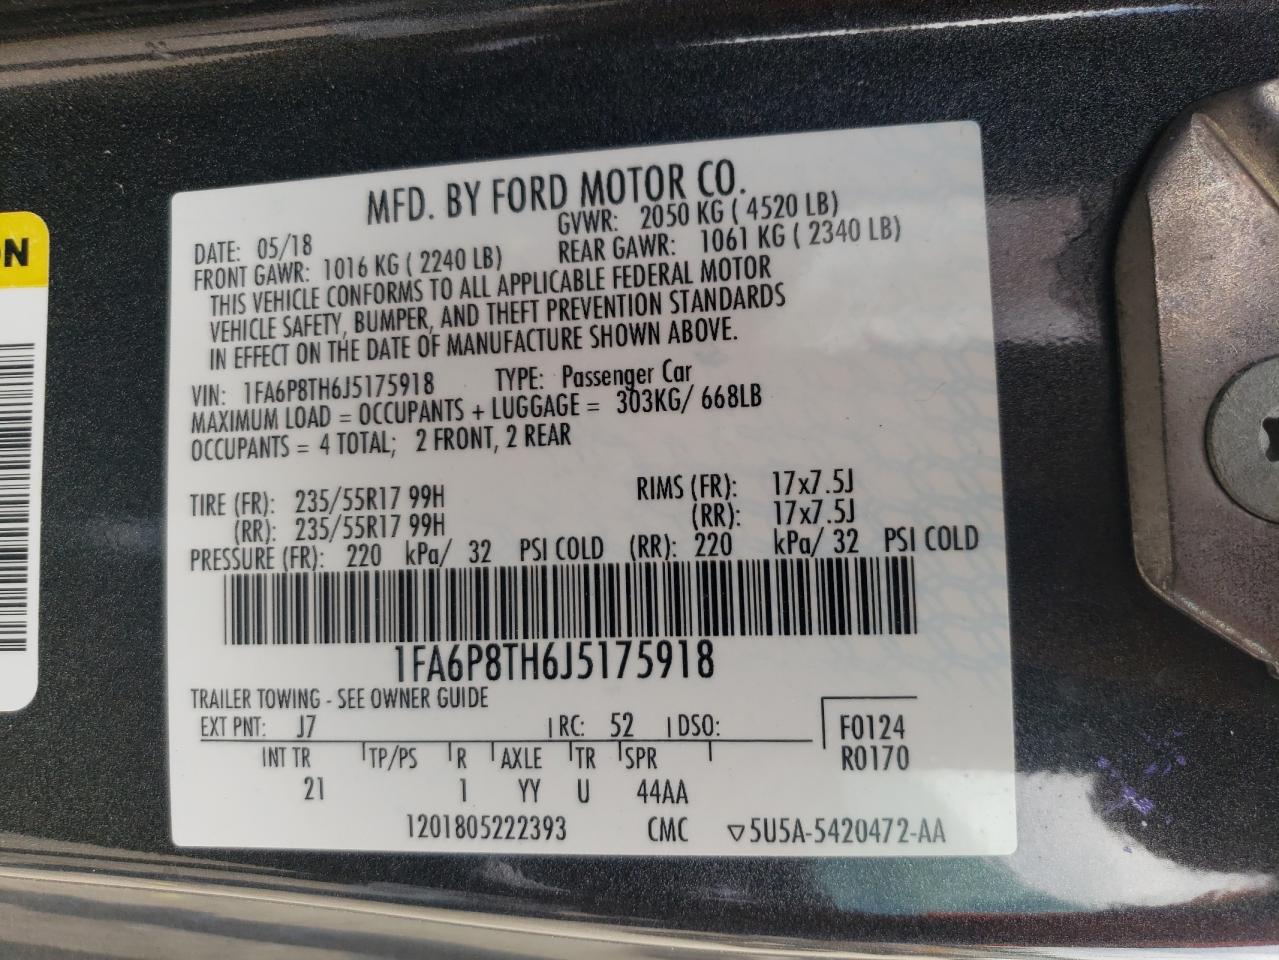 MFD. BY FORD MOTOR CO.
DATE: 05/18 GVWR: 2050 KG ( 4520 LB)
FRONT GAWR: 1016 KG ( 2240 LB) REAR GAWR: 1061 KG ( 2340 LB)
THIS VEHICLE CONFORMS TO ALL APPLICABLE FEDERAL MOTOR
VEHICLE SAFETY, BUMPER, AND THEFT PREVENTION STANDARDS
IN EFFECT ON THE DATE OF MANUFACTURE SHOWN ABOVE.
VIN: 1FA6P8TH6J5175918 TYPE: Passenger Car
MAXIMUM LOAD = OCCUPANTS + LUGGAGE = 303KG/ 668LB
OCCUPANTS = 4 TOTAL; 2 FRONT, 2 REAR
TIRE (FR): 235/55R17 99H RIMS (FR): 17x7.5J
(RR): 235/55R17 99H (RR): 17x7.5J
PRESSURE (FR): 220 kPa/ 32 PSI COLD (RR): 220 kPa/ 32 PSI COLD
1FA6P8TH6J5175918
TRAILER TOWING - SEE OWNER GUIDE
EXT PNT: J7 RC: 52 DSO: F0124
INT TR TP/PS R AXLE TR SPR R0170
21 1 YY U 44AA
1201805222393 CMC ▽5U5A-5420472-AA